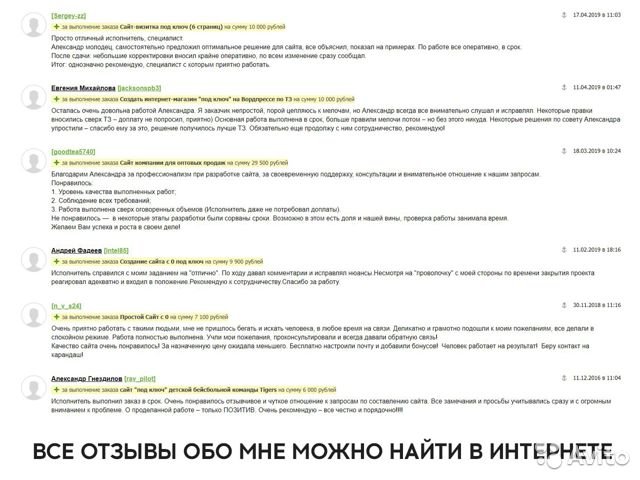 [Sergey-zz]
17.04.2019 в 11:03
+ за выполнение заказа Сайт-визитка под ключ (6 страниц) на сумму 10 000 рублей
Просто отличный исполнитель, специалист.
Александр молодец, самостоятельно предложил оптимальное решение для сайта, все объяснил, показал на примерах. По работе все оперативно, в срок.
После сдачи. небольшие корректировки вносил крайне оперативно, по всем изменение сразу сообщал.
Итог: однозначно рекомендую, специалист с которым приятно работать.
Евгения Михайлова [jacksonspb3]
11.04.2019 в 01:47
+ за выполнение заказа Создать интернет-магазин "под ключ" на Вордпрессе по ТЗ на сумму 10 000 рублей
Осталась очень довольна работой Александра. Я заказчик непростой, порой цепляюсь к мелочам, но Александр всегда все внимательно слушал и исправлял. Некоторые правки
вносились сверх ТЗ – доплату не попросил, приятно) Основная работа выполнена в срок, больше правили мелочи потом – но без этого никуда. Некоторые решения по совету Александра
упростили – спасибо ему за это, решение получилось лучше ТЗ. Обязательно еще продолжу с ним сотрудничество, рекомендую!
[goodtea5740]
18.03.2019 в 10:24
+ за выполнение заказа Сайт компании для оптовых продаж на сумму 29 500 рублей
Благодарим Александра за профессионализм при разработке сайта, за своевременную поддержку, консультации и внимательное отношение к нашим запросам.
Понравилось:
1. Уровень качества выполненных работ;
2. Соблюдение всех требований;
3. Работа выполнена сверх оговоренных объемов (Исполнитель даже не потребовал доплаты).
Не понравилось — в некоторые этапы разработки были сорваны сроки. Возможно в этом есть доля и нашей вины, проверка работы занимала время.
Желаем Вам успеха и роста в своем деле!
Андрей Фадеев [intel85]
11.02.2019 в 18:16
+ за выполнение заказа Создание сайта с 0 под ключ на сумму 9 900 рублей
Исполнитель справился с моим заданием на "отлично". По ходу давал комментарии и исправлял нюансы.Несмотря на "проволочку" с моей стороны по времени закрытия проекта
реагировал адекватно и входил в положение.Рекомендую к сотрудничеству.Спасибо за работу.
[n_v_s24]
30.11.2018 в 11:16
+ за выполнение заказа Простой Сайт с 0 на сумму 7 100 рублей
Очень приятно работать с такими людьми, мне не пришлось бегать и искать человека, в любое время на связи. Деликатно и грамотно подошли к моим пожеланиям, все делали в
спокойном режиме. Работа полностью выполнена. Учли мои пожелания, проконсультировали и всегда давали обратную связь!
Качество сайта очень понравилось! За назначенную цену ожидала меньшего. Бесплатно настроили почту и добавили бонусов! Человек работает на результат! Беру контакт на
карандаш!
Александр Гнездилов [ray_pilot]
11.12.2016 в 11:04
+ за выполнение заказа сайт "под ключ" детской бейсбольной команды Tigers на сумму 6 000 рублей
Исполнитель выполнил заказ в срок. Очень понравилось отзывчивое и чуткое отношение к запросам по составлению сайта. Все замечания и просьбы учитывались сразу и с огромным
вниманием к проблеме. О проделанной работе – только ПОЗИТИВ. Очень рекомендую – все честно и прочно!!!!
ВСЕ ОТЗЫВЫ ОБО МНЕ МОЖНО НАЙТИ В ИНТЕРНЕТЕ
Avito